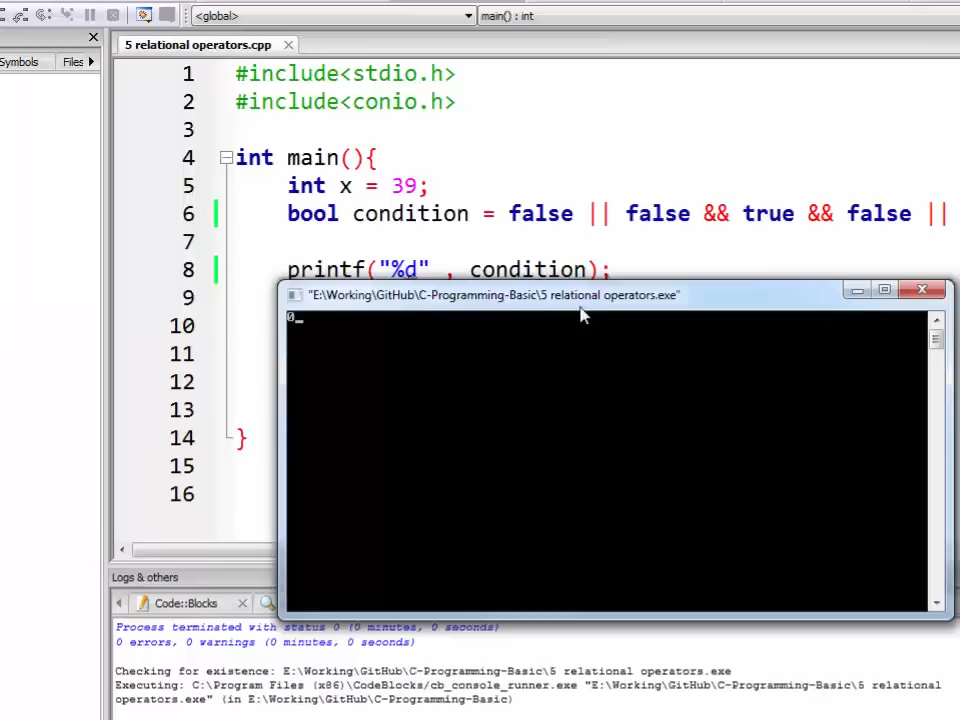 <global>
main() : int
5 relational operators.cpp
Symbols
Files
1 #include<stdio.h>
2 #include<conio.h>
3
4 int main(){
5 int x = 39;
6 bool condition = false || false && true && false ||
7
8 printf("%d" , condition);
9
10
11
12
13
14 }
15
16
"E:\Working\GitHub\C-Programming-Basic\5 relational operators.exe"
0_
Logs & others
Code::Blocks
Process terminated with status 0 (0 minutes, 0 seconds)
0 errors, 0 warnings (0 minutes, 0 seconds)
Checking for existence: E:\Working\GitHub\C-Programming-Basic\5 relational operators.exe
Executing: C:\Program Files (x86)\CodeBlocks/cb_console_runner.exe "E:\Working\GitHub\C-Programming-Basic\5 relational
operators.exe" (in E:\Working\GitHub\C-Programming-Basic)